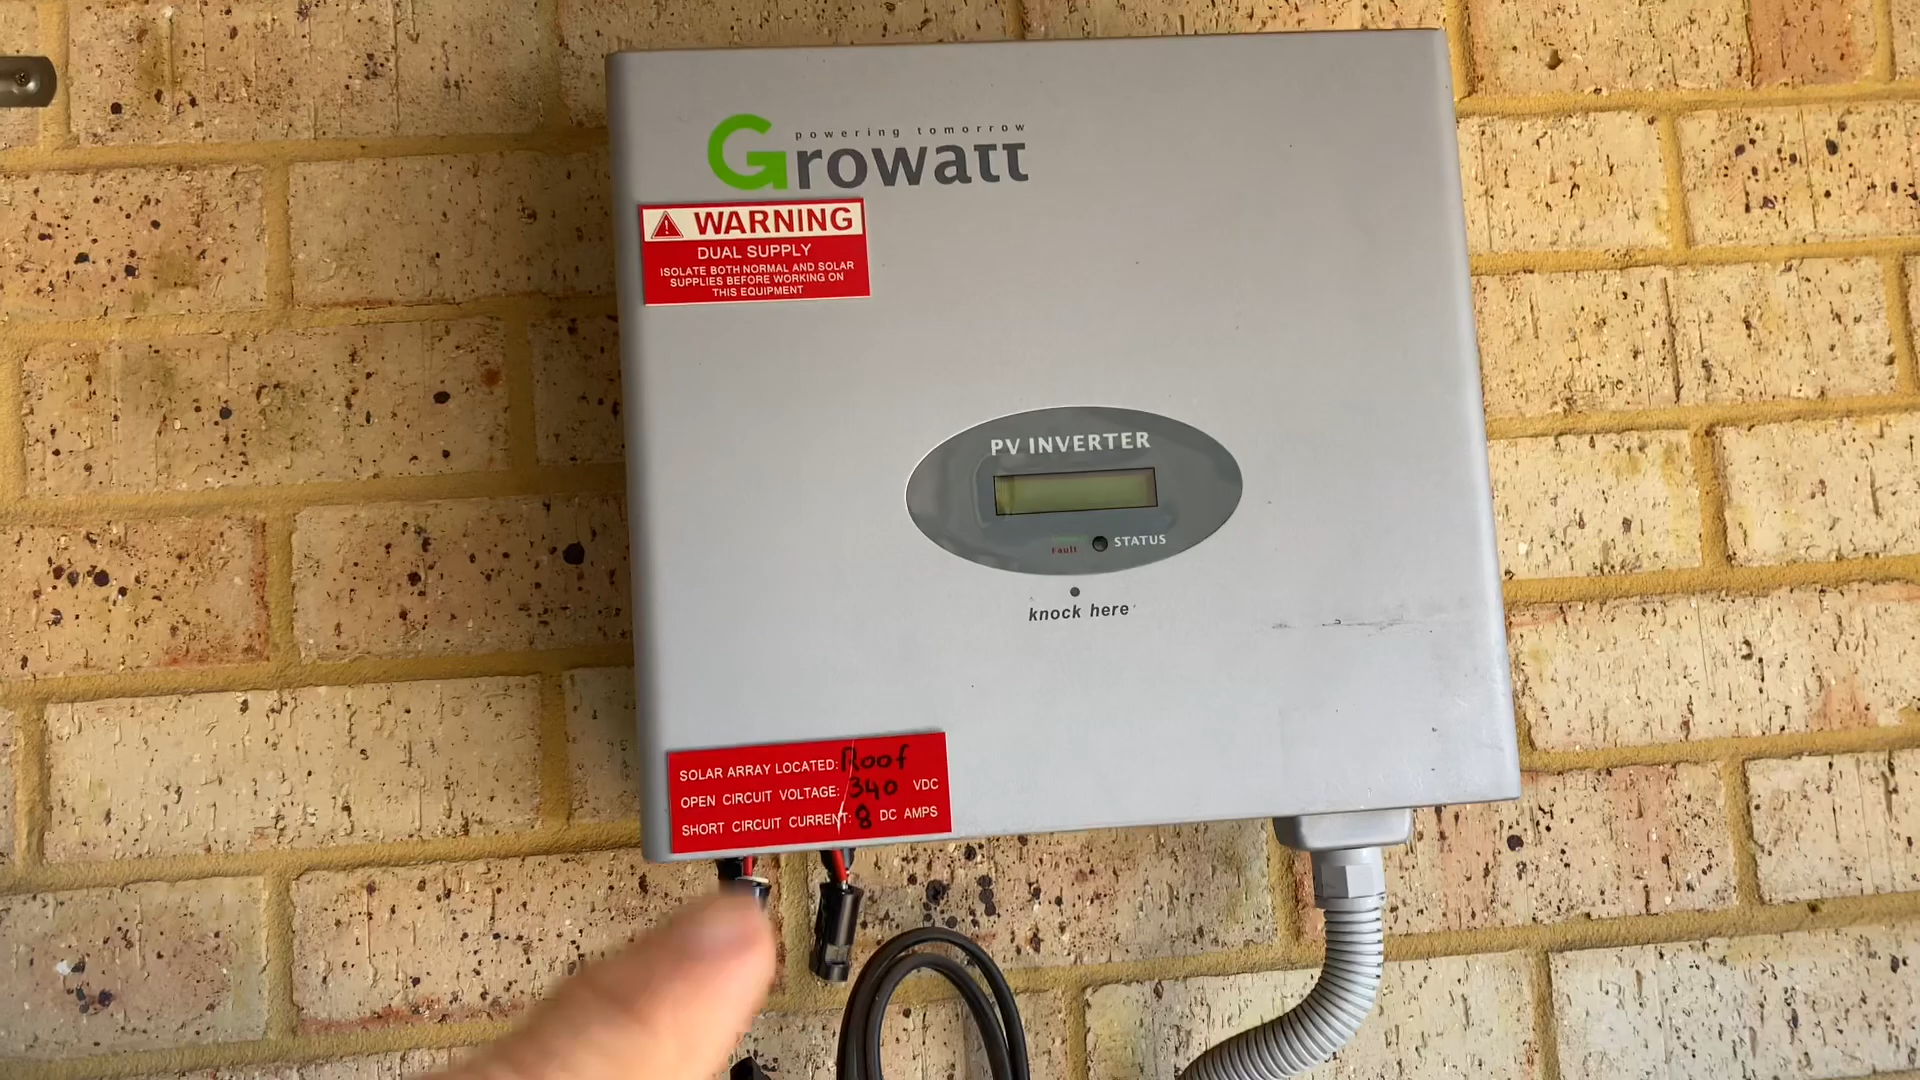 powering tomorrow
Growatt
WARNING
DUAL SUPPLY
ISOLATE BOTH NORMAL AND SOLAR
SUPPLIES BEFORE WORKING ON
THIS EQUIPMENT
PV INVERTER
Fault
STATUS
knock here
SOLAR ARRAY LOCATED: Roof
OPEN CIRCUIT VOLTAGE: 340 VDC
SHORT CIRCUIT CURRENT: 8 DC AMPS